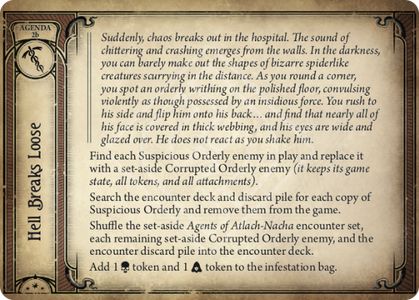 AGENDA
2b
Hell Breaks Loose
Suddenly, chaos breaks out in the hospital. The sound of
chittering and crashing emerges from the walls. In the darkness,
you can barely make out the shapes of bizarre spiderlike
creatures scurrying in the distance. As you round a corner,
you spot an orderly writhing on the polished floor, convulsing
violently as though possessed by an insidious force. You rush to
his side and flip him onto his back… and find that nearly all of
his face is covered in thick webbing, and his eyes are wide and
glazed over. He does not react as you shake him.
Find each Suspicious Orderly enemy in play and replace it
with a set-aside Corrupted Orderly enemy (it keeps its game
state, all tokens, and all attachments).
Search the encounter deck and discard pile for each copy of
Suspicious Orderly and remove them from the game.
Shuffle the set-aside Agents of Atlach-Nacha encounter set,
each remaining set-aside Corrupted Orderly enemy, and the
encounter discard pile into the encounter deck.
Add 1 token and 1 token to the infestation bag.